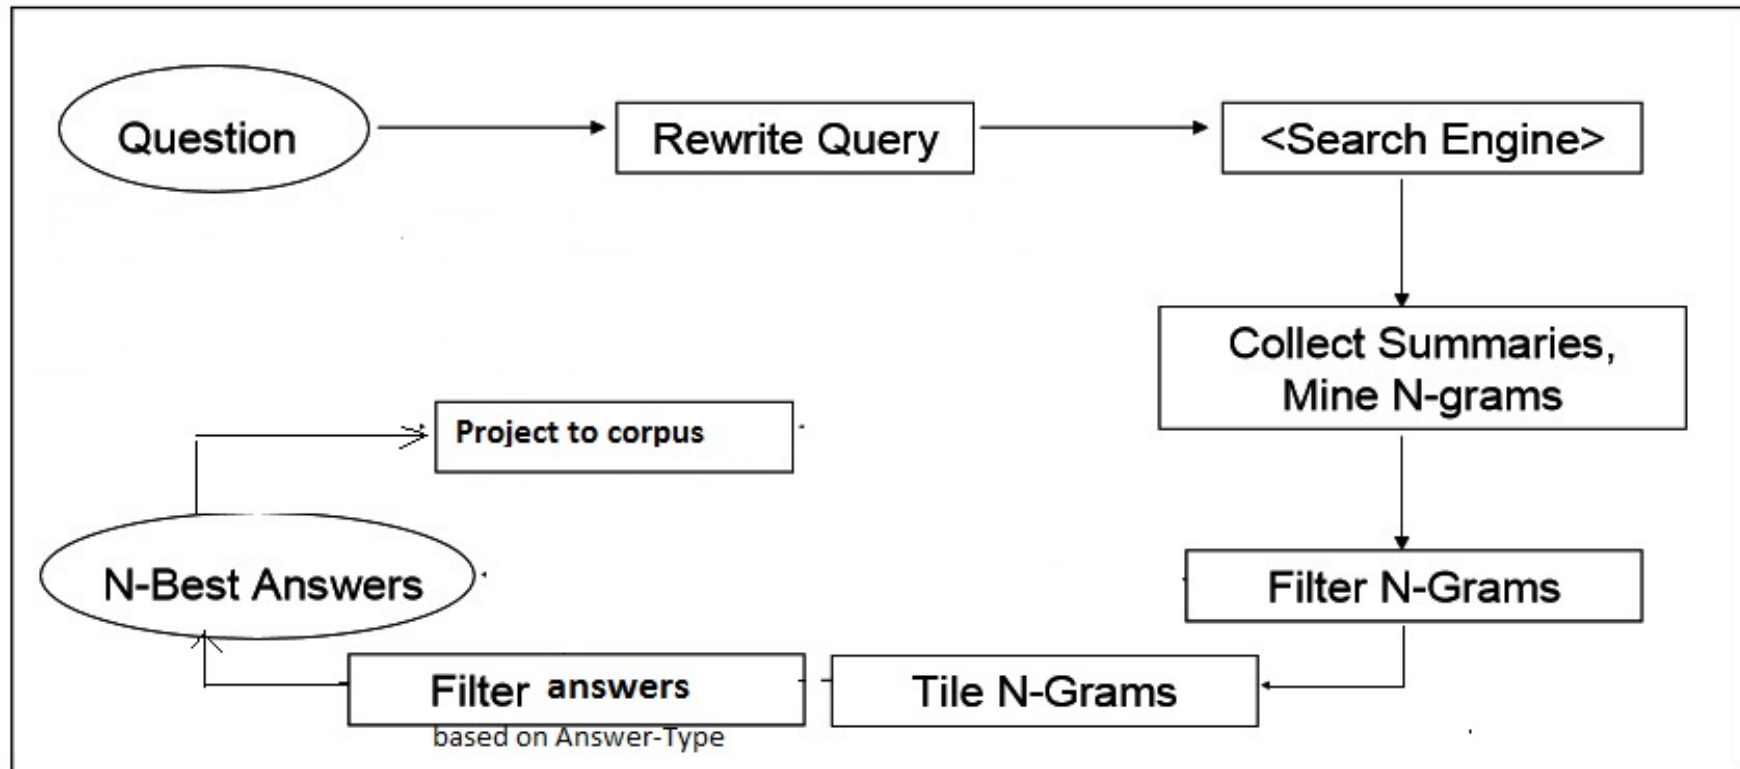 Question
Rewrite Query
<Search Engine>
Collect Summaries,
Mine N-grams
Filter N-Grams
Tile N-Grams
Filter answers
based on Answer-Type
N-Best Answers
Project to corpus